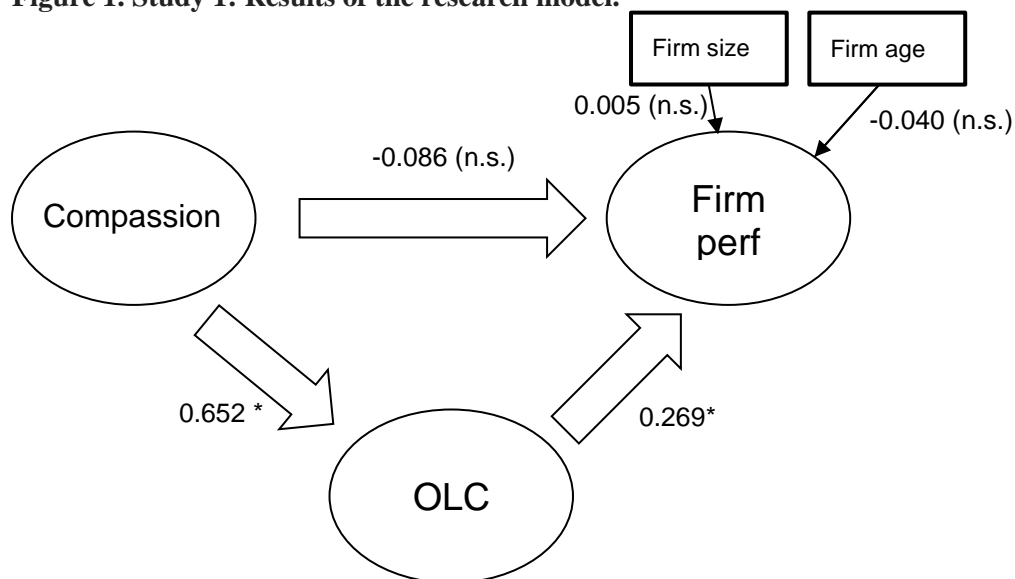 Figure 1. Study 1: Results of the research model.
Firm size
Firm age
0.005 (n.s.)
-0.040 (n.s.)
-0.086 (n.s.)
Compassion
Firm
perf
0.652 *
0.269*
OLC